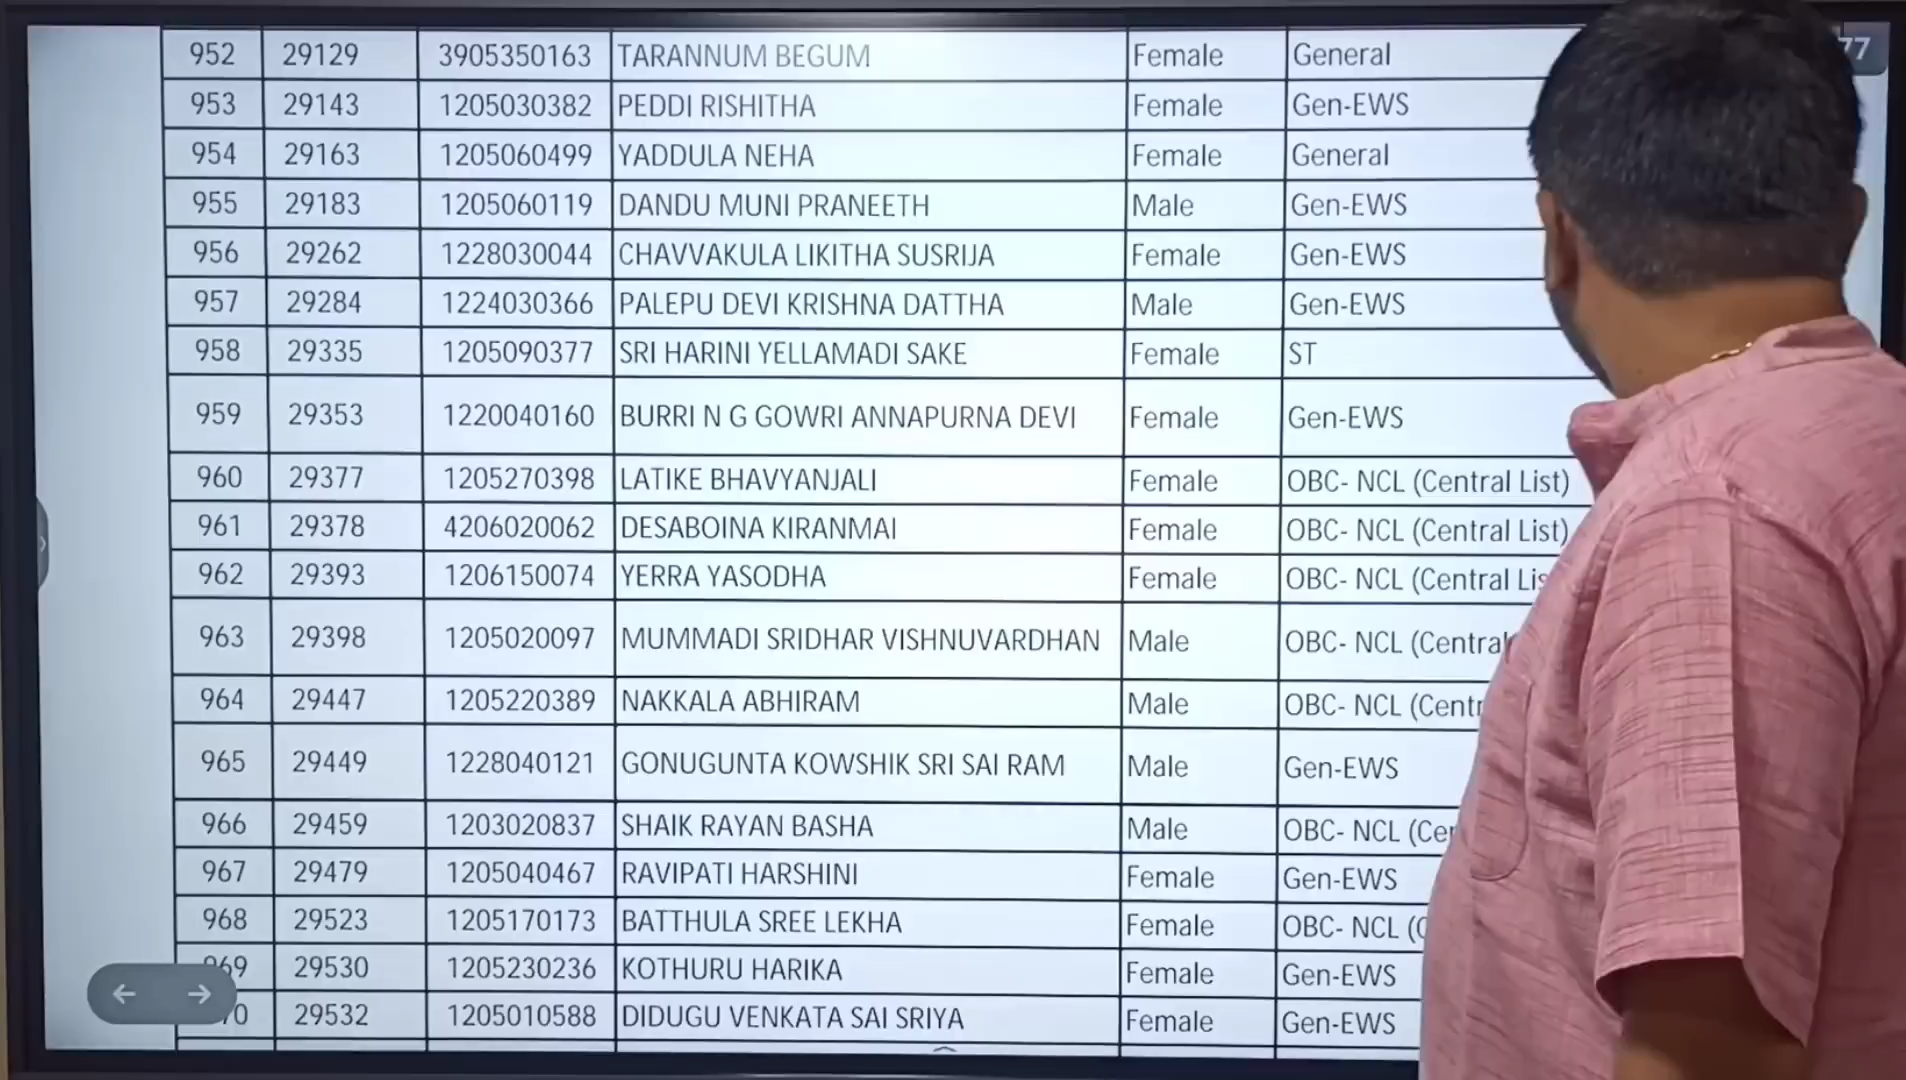 77
952 29129 3905350163 TARANNUM BEGUM Female General
953 29143 1205030382 PEDDI RISHITHA Female Gen-EWS
954 29163 1205060499 YADDULA NEHA Female General
955 29183 1205060119 DANDU MUNI PRANEETH Male Gen-EWS
956 29262 1228030044 CHAVVAKULA LIKITHA SUSRIJA Female Gen-EWS
957 29284 1224030366 PALEPU DEVI KRISHNA DATTHA Male Gen-EWS
958 29335 1205090377 SRI HARINI YELLAMADI SAKE Female ST
959 29353 1220040160 BURRI N G GOWRI ANNAPURNA DEVI Female Gen-EWS
960 29377 1205270398 LATIKE BHAVYANJALI Female OBC- NCL (Central List)
961 29378 4206020062 DESABOINA KIRANMAI Female OBC- NCL (Central List)
962 29393 1206150074 YERRA YASODHA Female OBC- NCL (Central Lis
963 29398 1205020097 MUMMADI SRIDHAR VISHNUVARDHAN Male OBC- NCL (Central
964 29447 1205220389 NAKKALA ABHIRAM Male OBC- NCL (Centr
965 29449 1228040121 GONUGUNTA KOWSHIK SRI SAI RAM Male Gen-EWS
966 29459 1203020837 SHAIK RAYAN BASHA Male OBC- NCL (Cer
967 29479 1205040467 RAVIPATI HARSHINI Female Gen-EWS
968 29523 1205170173 BATTHULA SREE LEKHA Female OBC- NCL (C
969 29530 1205230236 KOTHURU HARIKA Female Gen-EWS
70 29532 1205010588 DIDUGU VENKATA SAI SRIYA Female Gen-EWS